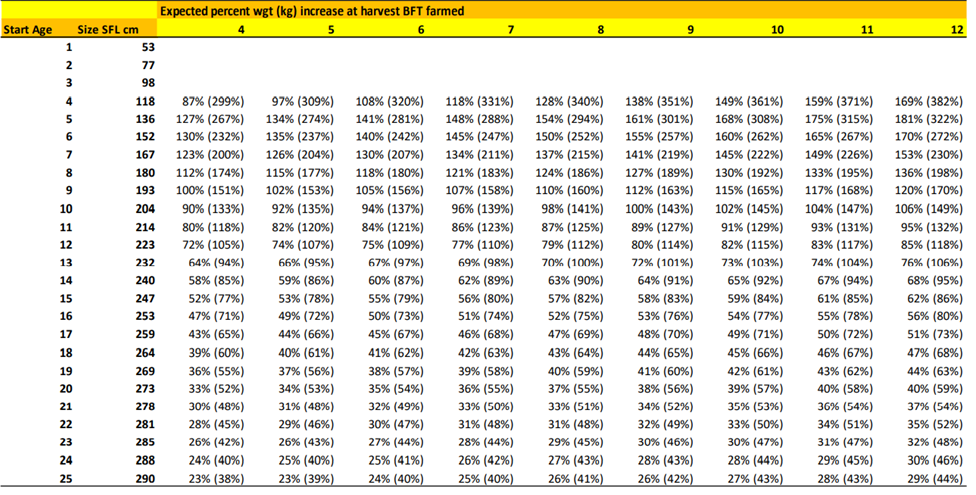 Expected percent wgt (kg) increase at harvest BFT farmed
Start Age Size SFL cm 4 5 6 7 8 9 10 11 12
1 53
2 77
3 98
4 118 87% (299%) 97% (309%) 108% (320%) 118% (331%) 128% (340%) 138% (351%) 149% (361%) 159% (371%) 169% (382%)
5 136 127% (267%) 134% (274%) 141% (281%) 148% (288%) 154% (294%) 161% (301%) 168% (308%) 175% (315%) 181% (322%)
6 152 130% (232%) 135% (237%) 140% (242%) 145% (247%) 150% (252%) 155% (257%) 160% (262%) 165% (267%) 170% (272%)
7 167 123% (200%) 126% (204%) 130% (207%) 134% (211%) 137% (215%) 141% (219%) 145% (222%) 149% (226%) 153% (230%)
8 180 112% (174%) 115% (177%) 118% (180%) 121% (183%) 124% (186%) 127% (189%) 130% (192%) 133% (195%) 136% (198%)
9 193 100% (151%) 102% (153%) 105% (156%) 107% (158%) 110% (160%) 112% (163%) 115% (165%) 117% (168%) 120% (170%)
10 204 90% (133%) 92% (135%) 94% (137%) 96% (139%) 98% (141%) 100% (143%) 102% (145%) 104% (147%) 106% (149%)
11 214 80% (118%) 82% (120%) 84% (121%) 86% (123%) 87% (125%) 89% (127%) 91% (129%) 93% (131%) 95% (132%)
12 223 72% (105%) 74% (107%) 75% (109%) 77% (110%) 79% (112%) 80% (114%) 82% (115%) 83% (117%) 85% (118%)
13 232 64% (94%) 66% (95%) 67% (97%) 69% (98%) 70% (100%) 72% (101%) 73% (103%) 74% (104%) 76% (106%)
14 240 58% (85%) 59% (86%) 60% (87%) 62% (89%) 63% (90%) 64% (91%) 65% (92%) 67% (94%) 68% (95%)
15 247 52% (77%) 53% (78%) 55% (79%) 56% (80%) 57% (82%) 58% (83%) 59% (84%) 61% (85%) 62% (86%)
16 253 47% (71%) 49% (72%) 50% (73%) 51% (74%) 52% (75%) 53% (76%) 54% (77%) 55% (78%) 56% (80%)
17 259 43% (65%) 44% (66%) 45% (67%) 46% (68%) 47% (69%) 48% (70%) 49% (71%) 50% (72%) 51% (73%)
18 264 39% (60%) 40% (61%) 41% (62%) 42% (63%) 43% (64%) 44% (65%) 45% (66%) 46% (67%) 47% (68%)
19 269 36% (55%) 37% (56%) 38% (57%) 39% (58%) 40% (59%) 41% (60%) 42% (61%) 43% (62%) 44% (63%)
20 273 33% (52%) 34% (53%) 35% (54%) 36% (55%) 37% (55%) 38% (56%) 39% (57%) 40% (58%) 40% (59%)
21 278 30% (48%) 31% (48%) 32% (49%) 33% (50%) 33% (51%) 34% (52%) 35% (53%) 36% (54%) 37% (54%)
22 281 28% (45%) 29% (46%) 30% (47%) 31% (48%) 31% (48%) 32% (49%) 33% (50%) 34% (51%) 35% (52%)
23 285 26% (42%) 26% (43%) 27% (44%) 28% (44%) 29% (45%) 30% (46%) 30% (47%) 31% (47%) 32% (48%)
24 288 24% (40%) 25% (40%) 25% (41%) 26% (42%) 27% (43%) 28% (43%) 28% (44%) 29% (45%) 30% (46%)
25 290 23% (38%) 23% (39%) 24% (40%) 25% (40%) 26% (41%) 26% (42%) 27% (43%) 28% (43%) 29% (44%)